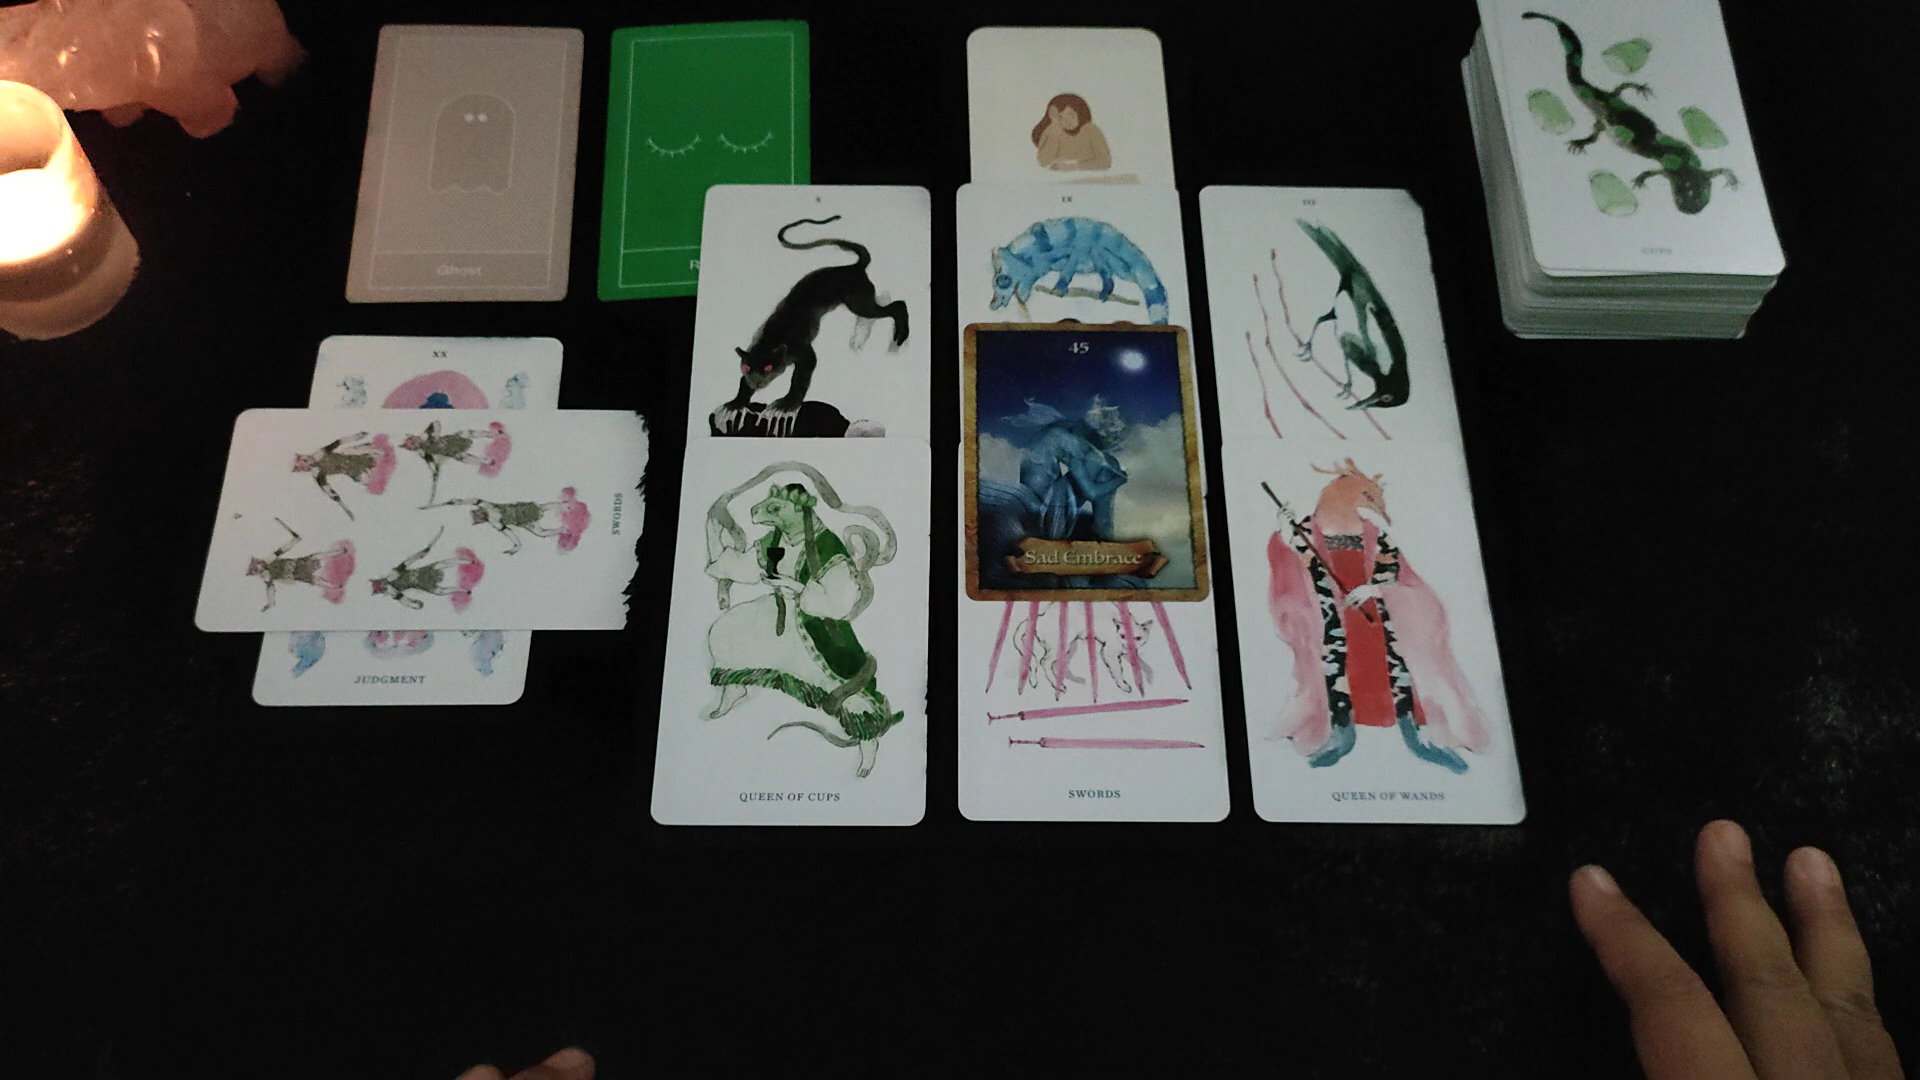 Ghost
R
CUPS
X
IX
III
XX
45
V
SWORDS
Sad Embrace
JUDGMENT
QUEEN OF CUPS
SWORDS
QUEEN OF WANDS